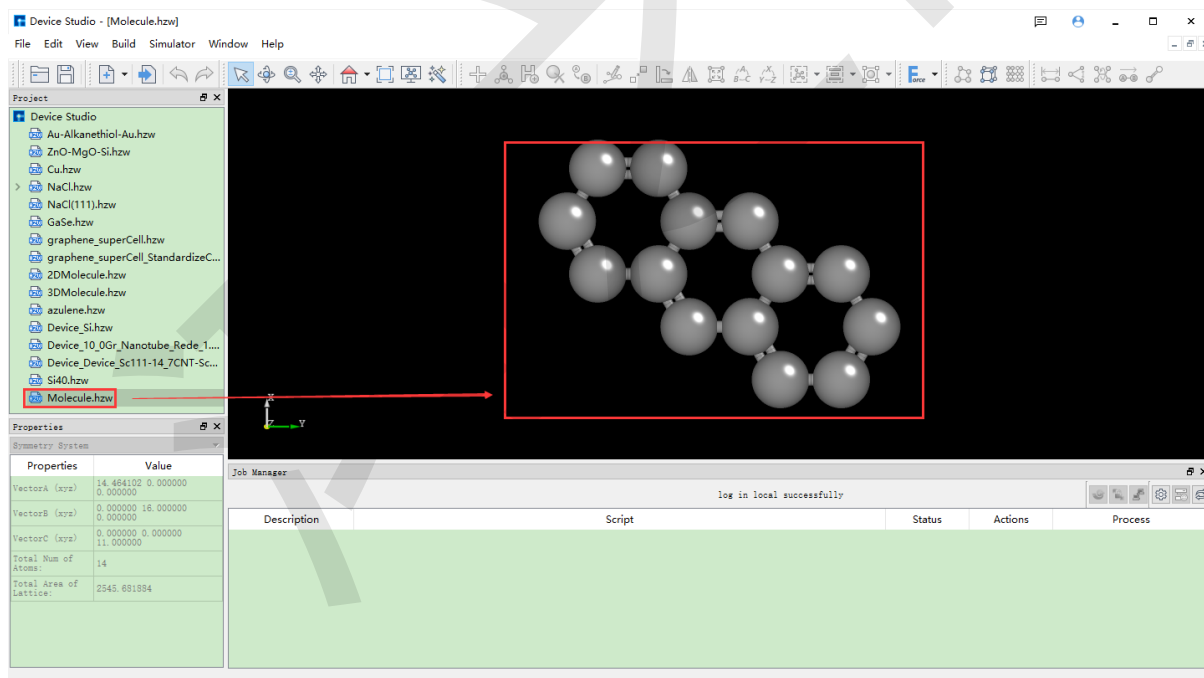 Device Studio - [Molecule.hzw]
File Edit View Build Simulator Window Help
Force
Project
Device Studio
Au-Alkanethiol-Au.hzw
ZnO-MgO-Si.hzw
Cu.hzw
NaCl.hzw
NaCl(111).hzw
GaSe.hzw
graphene_superCell.hzw
graphene_superCell_StandardizeC...
2DMolecule.hzw
3DMolecule.hzw
azulene.hzw
Device_Si.hzw
Device_10_0Gr_Nanotube_Rede_1....
Device_Device_Sc111-14_7CNT-Sc...
Si40.hzw
Molecule.hzw
X
Z Y
Properties
Symmetry System
Properties Value
VectorA (xyz) 14.464102 0.000000
0.000000
VectorB (xyz) 0.000000 16.000000
0.000000
VectorC (xyz) 0.000000 0.000000
11.000000
Total Num of
Atoms: 14
Total Area of
Lattice: 2545.681884
Job Manager
log in local successfully
Description Script Status Actions Process